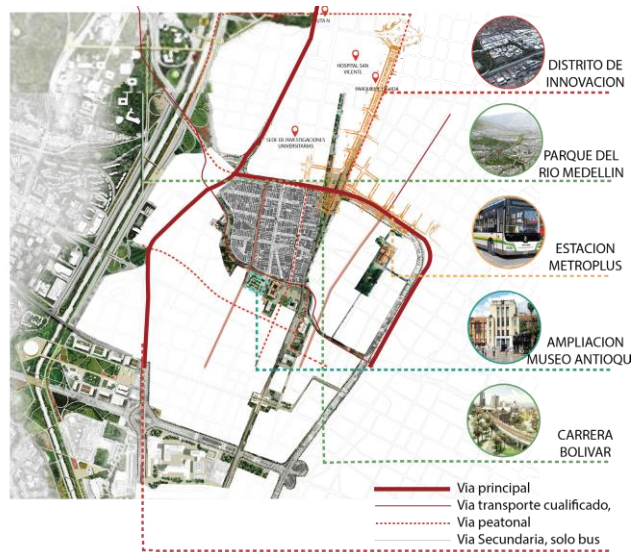 RUTA N
HOSPITAL SAN
VICENTE
SEDE DE INVESTIGACIONES
UNIVERSITARIAS
DISTRITO DE
INNOVACION
PARQUE DEL
RIO MEDELLIN
ESTACION
METROPLUS
AMPLIACION
MUSEO ANTIOQU
CARRERA
BOLIVAR
Via principal
Via transporte cualificado,
Via peatonal
Via Secundaria, solo bus